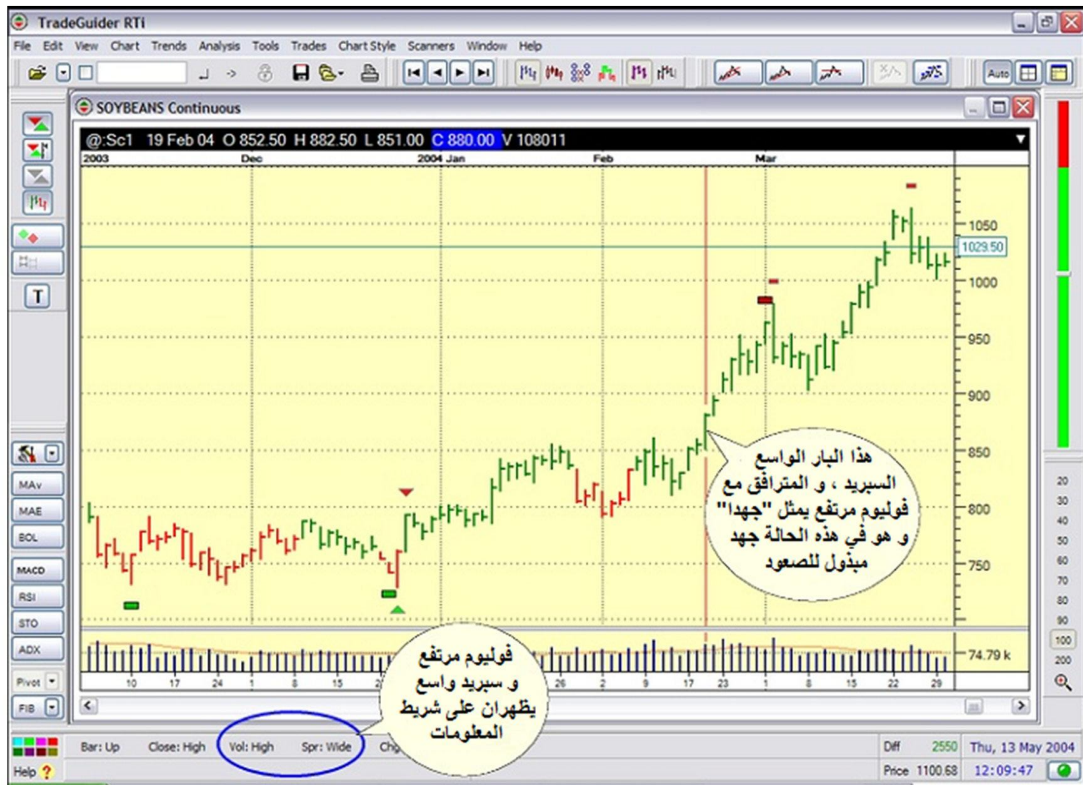 TradeGuider RTi
File Edit View Chart Trends Analysis Tools Trades Chart Style Scanners Window Help
Auto
SOYBEANS Continuous
@:Sc1 19 Feb 04 O 852.50 H 882.50 L 851.00 C 880.00 V 108011
2003 Dec 2004 Jan Feb Mar
1050
1029.50
1000
950
900
850
800
750
T
هذا البار الواسع
السبريد ، و المترافق مع
فوليوم مرتفع يمثل "جهدا"
و هو في هذه الحالة جهد
مبذول للصعود
MAv
MAE
BOL
MACD
RSI
STO
ADX
Pivot
FIB
20
30
40
50
60
70
80
90
100
200
74.79 k
10 17 24 1 8 15 26 2 9 17 23 1 8 15 22 29
فوليوم مرتفع
و سبريد واسع
يظهران على شريط
المعلومات
Bar: Up Close: High Vol: High Spr: Wide Diff 2550 Thu, 13 May 2004
Help ? Price 1100.68 12:09:47